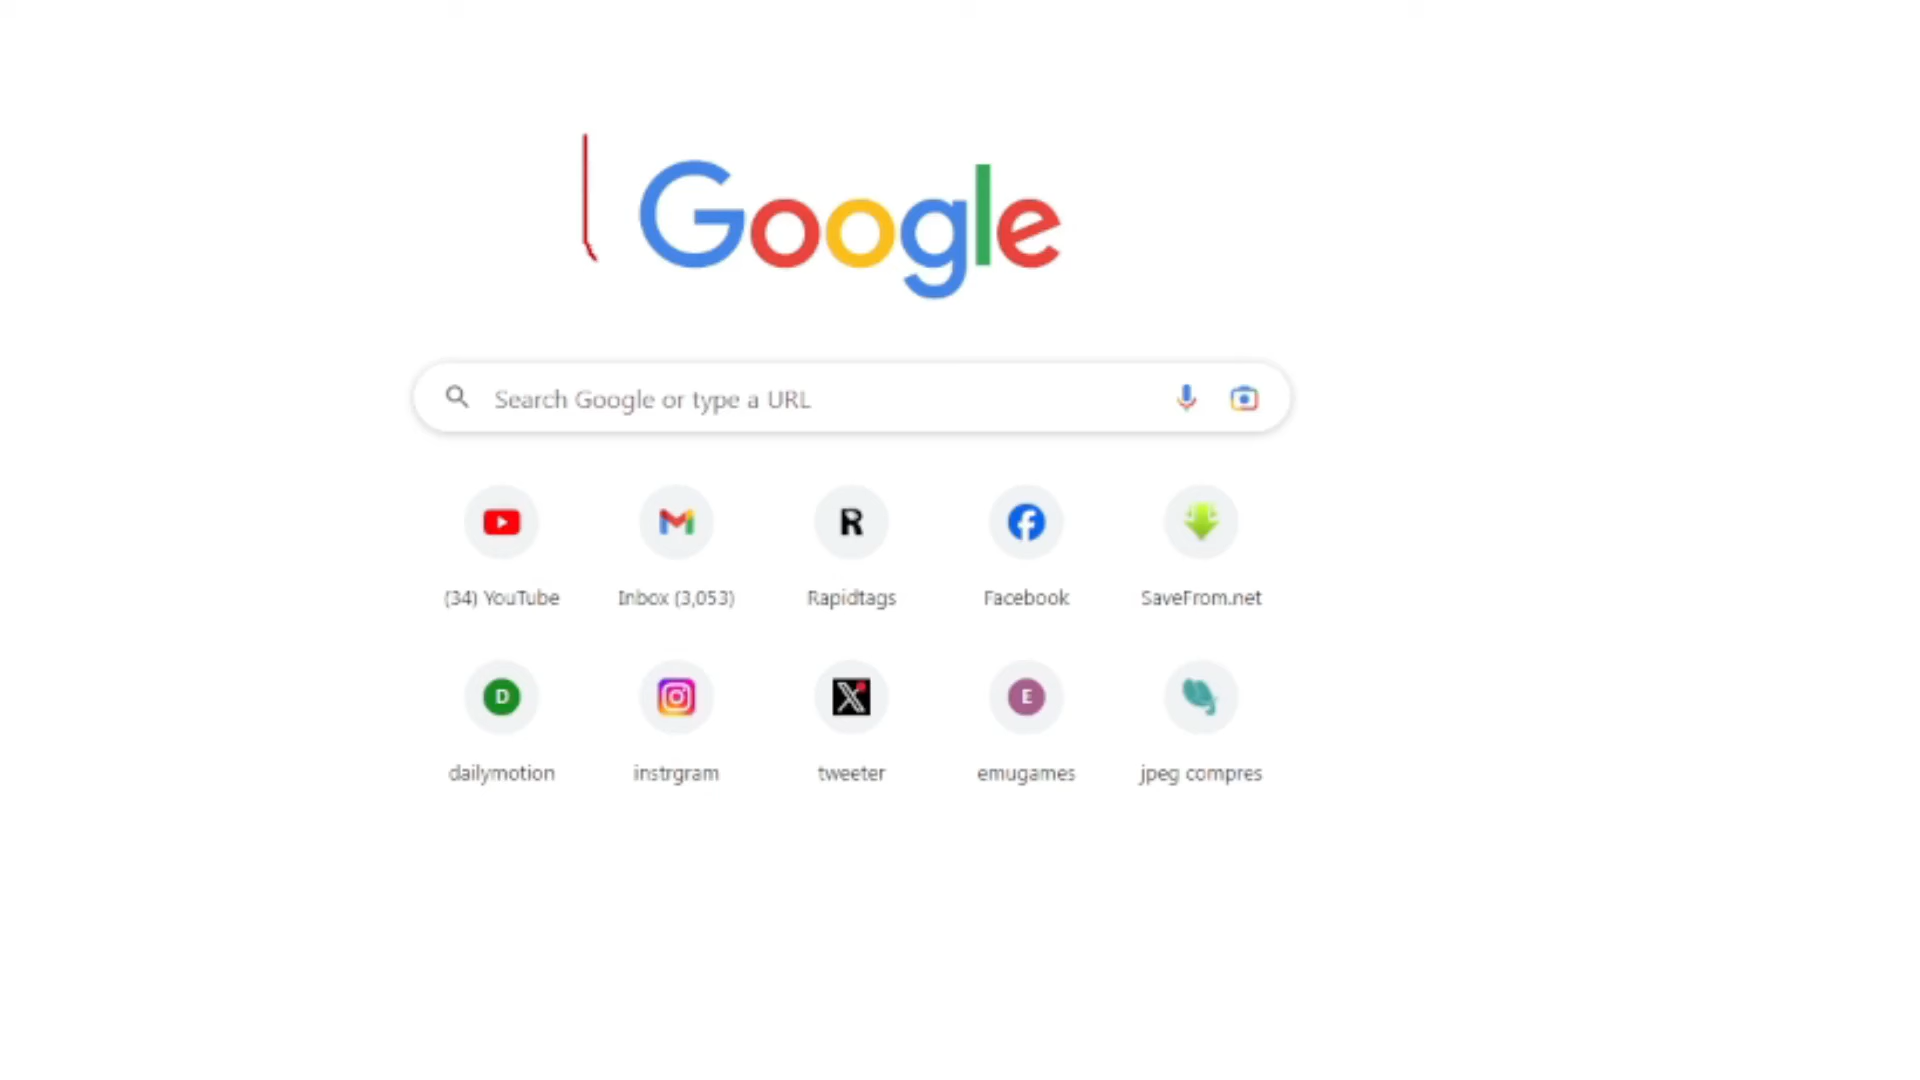 Google
Search Google or type a URL
(34) YouTube
Inbox (3,053)
Rapidtags
Facebook
SaveFrom.net
dailymotion
instrgram
tweeter
emugames
jpeg compres